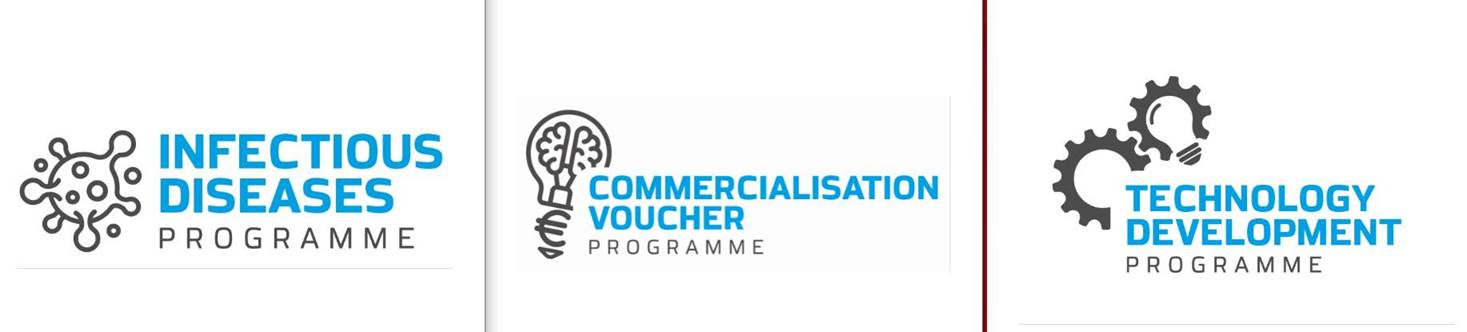 INFECTIOUS
DISEASES
PROGRAMME
COMMERCIALISATION
VOUCHER
PROGRAMME
TECHNOLOGY
DEVELOPMENT
PROGRAMME